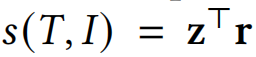 s(T, I) = z⊤r